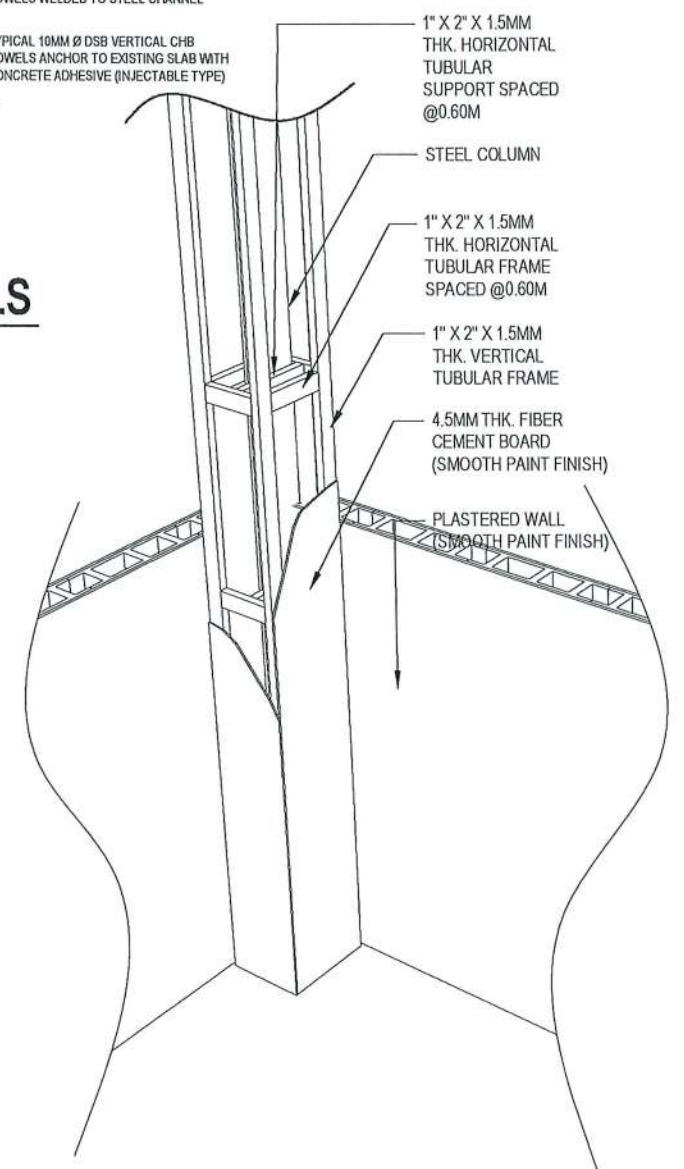 TYPICAL 10MM Ø DSB VERTICAL CHB
DOWELS ANCHOR TO EXISTING SLAB WITH
CONCRETE ADHESIVE (INJECTABLE TYPE)
LS
1" X 2" X 1.5MM
THK. HORIZONTAL
TUBULAR
SUPPORT SPACED
@0.60M
STEEL COLUMN
1" X 2" X 1.5MM
THK. HORIZONTAL
TUBULAR FRAME
SPACED @0.60M
1" X 2" X 1.5MM
THK. VERTICAL
TUBULAR FRAME
4.5MM THK. FIBER
CEMENT BOARD
(SMOOTH PAINT FINISH)
PLASTERED WALL
(SMOOTH PAINT FINISH)